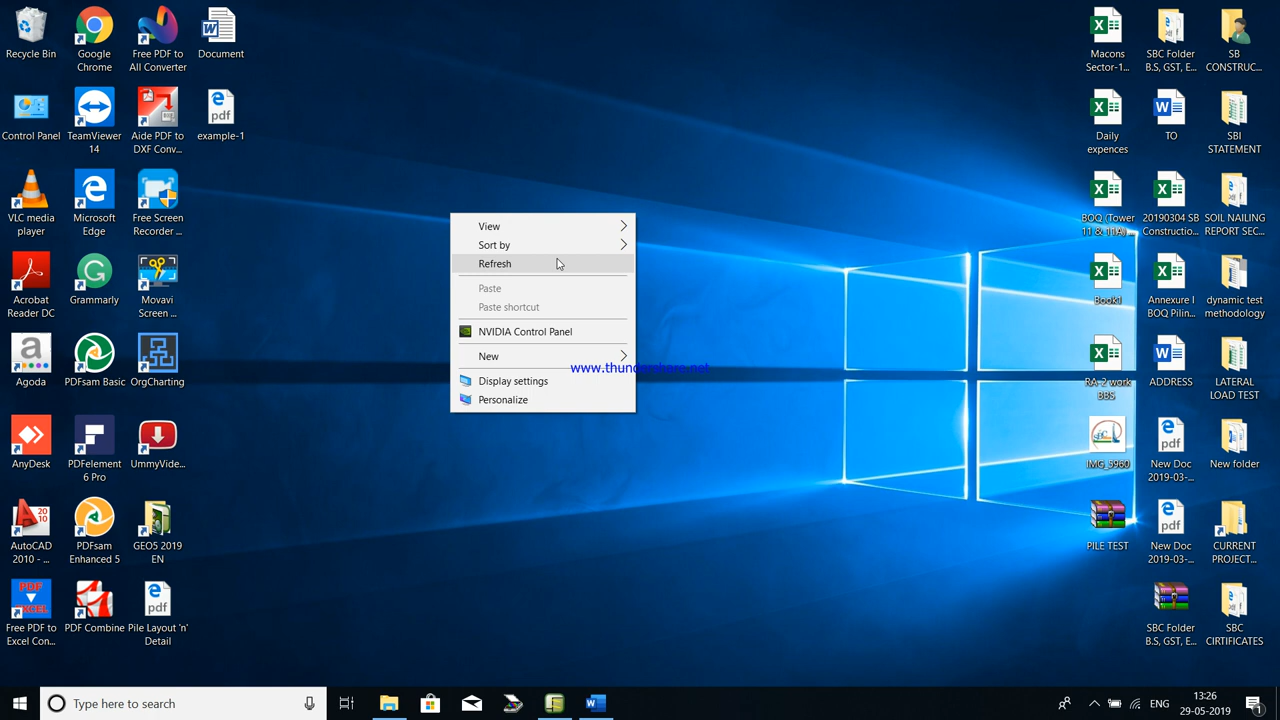 Recycle Bin
Google
Chrome
Free PDF to
All Converter
Document
Control Panel
TeamViewer
14
Aide PDF to
DXF Conv...
example-1
VLC media
player
Microsoft
Edge
Free Screen
Recorder ...
Acrobat
Reader DC
Grammarly
Movavi
Screen ...
Agoda
PDFsam Basic
OrgCharting
AnyDesk
PDFelement
6 Pro
UmmyVide...
AutoCAD
2010 - ...
PDFsam
Enhanced 5
GEO5 2019
EN
Free PDF to
Excel Con...
PDF Combine
Pile Layout 'n'
Detail
View
Sort by
Refresh
Paste
Paste shortcut
NVIDIA Control Panel
New
www.thundershare.net
Display settings
Personalize
Macons
Sector-1...
SBC Folder
B.S, GST, E...
SB
CONSTRUC...
Daily
expences
TO
SBI
STATEMENT
BOQ (Tower
11 & 11A) ...
20190304 SB
Constructio...
SOIL NAILING
REPORT SEC...
Book1
Annexure I
BOQ Pilin...
dynamic test
methodology
RA-2 work
BBS
ADDRESS
LATERAL
LOAD TEST
IMG_5960
New Doc
2019-03-...
New folder
PILE TEST
New Doc
2019-03-...
CURRENT
PROJECT...
SBC Folder
B.S, GST, E...
SBC
CIRTIFICATES
Type here to search
ENG
13:26
29-05-2019